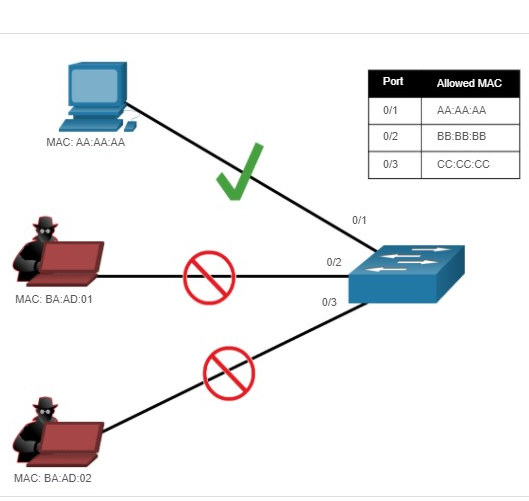 Port Allowed MAC
0/1 AA:AA:AA
0/2 BB:BB:BB
0/3 CC:CC:CC
MAC: AA:AA:AA
0/1
0/2
MAC: BA:AD:01
0/3
MAC: BA:AD:02